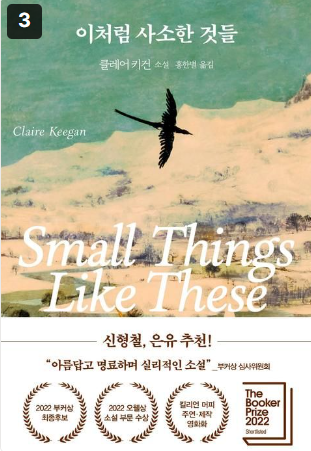 3
이처럼 사소한 것들
클레어 키건 소설 홍한별 옮김
Claire Keegan
Small Things
Like These
신형철, 은유 추천!
“아름답고 명료하며 실리적인 소설”_부커상 심사위원회
2022 부커상
최종후보
2022 오웰상
소설 부문 수상
킬리언 머피
주연·제작
영화화
The
Booker
Prize
2022
Shortlisted